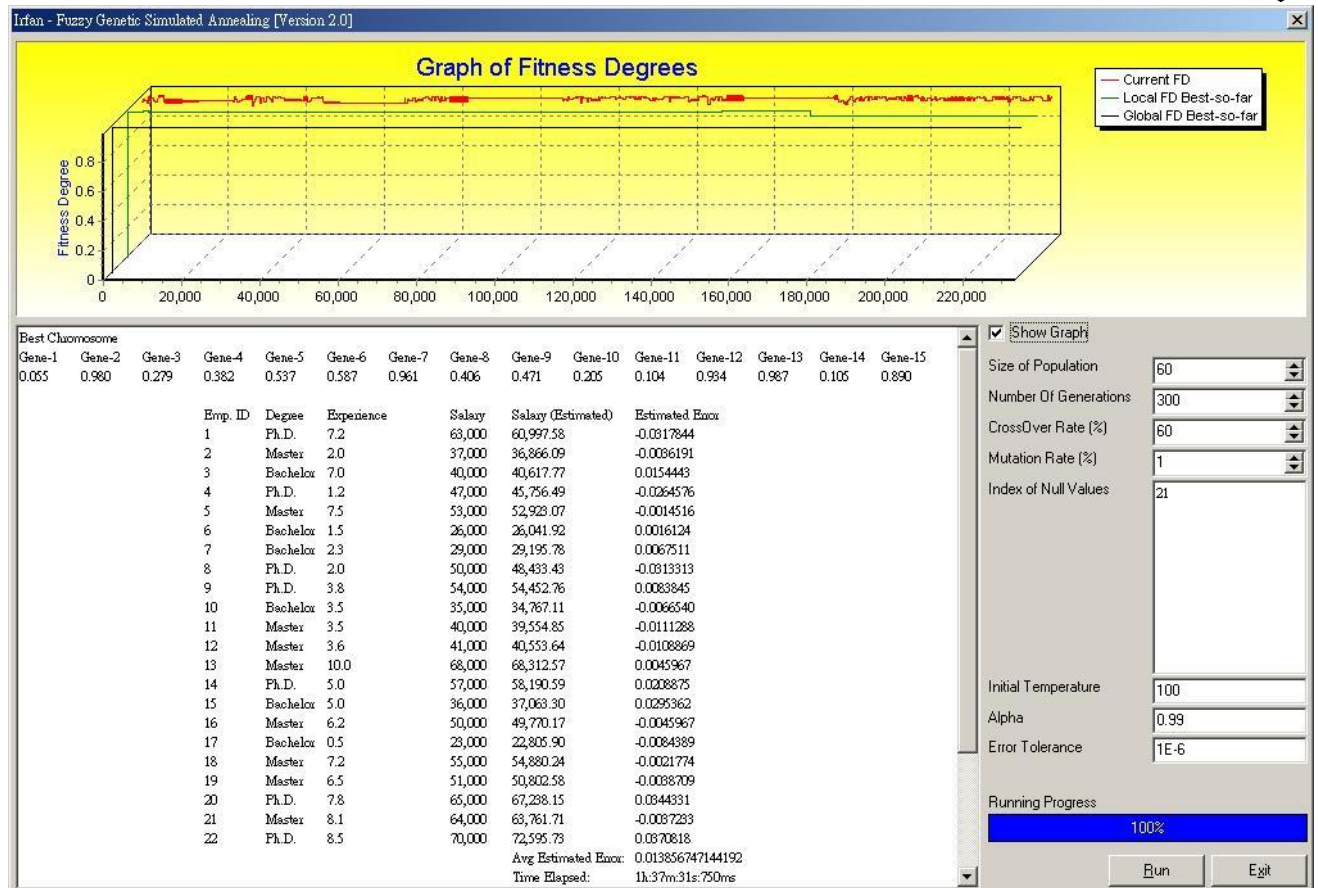 Irfan - Fuzzy Genetic Simulated Annealing [Version 2.0]
Graph of Fitness Degrees
Current FD
Local FD Best-so-far
Global FD Best-so-far
Fitness Degree
0.8
0.6
0.4
0.2
0
0 20,000 40,000 60,000 80,000 100,000 120,000 140,000 160,000 180,000 200,000 220,000
Best Chromosome
Gene-1 Gene-2 Gene-3 Gene-4 Gene-5 Gene-6 Gene-7 Gene-8 Gene-9 Gene-10 Gene-11 Gene-12 Gene-13 Gene-14 Gene-15
0.055 0.980 0.279 0.382 0.537 0.587 0.961 0.406 0.471 0.205 0.104 0.934 0.987 0.105 0.890
Emp. ID Degree Experience Salary Salary (Estimated) Estimated Error
1 Ph.D. 7.2 63,000 60,997.58 -0.0317844
2 Master 2.0 37,000 36,866.09 -0.0036191
3 Bachelor 7.0 40,000 40,617.77 0.0154443
4 Ph.D. 1.2 47,000 45,756.49 -0.0264576
5 Master 7.5 53,000 52,923.07 -0.0014516
6 Bachelor 1.5 26,000 26,041.92 0.0016124
7 Bachelor 2.3 29,000 29,195.78 0.0067511
8 Ph.D. 2.0 50,000 48,433.43 -0.0313313
9 Ph.D. 3.8 54,000 54,452.76 0.0083845
10 Bachelor 3.5 35,000 34,767.11 -0.0066540
11 Master 3.5 40,000 39,554.85 -0.0111288
12 Master 3.6 41,000 40,553.64 -0.0108869
13 Master 10.0 68,000 68,312.57 0.0045967
14 Ph.D. 5.0 57,000 58,190.59 0.0208875
15 Bachelor 5.0 36,000 37,063.30 0.0295362
16 Master 6.2 50,000 49,770.17 -0.0045967
17 Bachelor 0.5 23,000 22,805.90 -0.0084389
18 Master 7.2 55,000 54,880.24 -0.0021774
19 Master 6.5 51,000 50,802.58 -0.0038709
20 Ph.D. 7.8 65,000 67,238.15 0.0344331
21 Master 8.1 64,000 63,761.71 -0.0037233
22 Ph.D. 8.5 70,000 72,595.73 0.0370818
Avg Estimated Error: 0.013856747144192
Time Elapsed: 1h:37m:31s:750ms
Show Graph
Size of Population 60
Number Of Generations 300
CrossOver Rate (%) 60
Mutation Rate (%) 1
Index of Null Values 21
Initial Temperature 100
Alpha 0.99
Error Tolerance 1E-6
Running Progress
100%
Run Exit